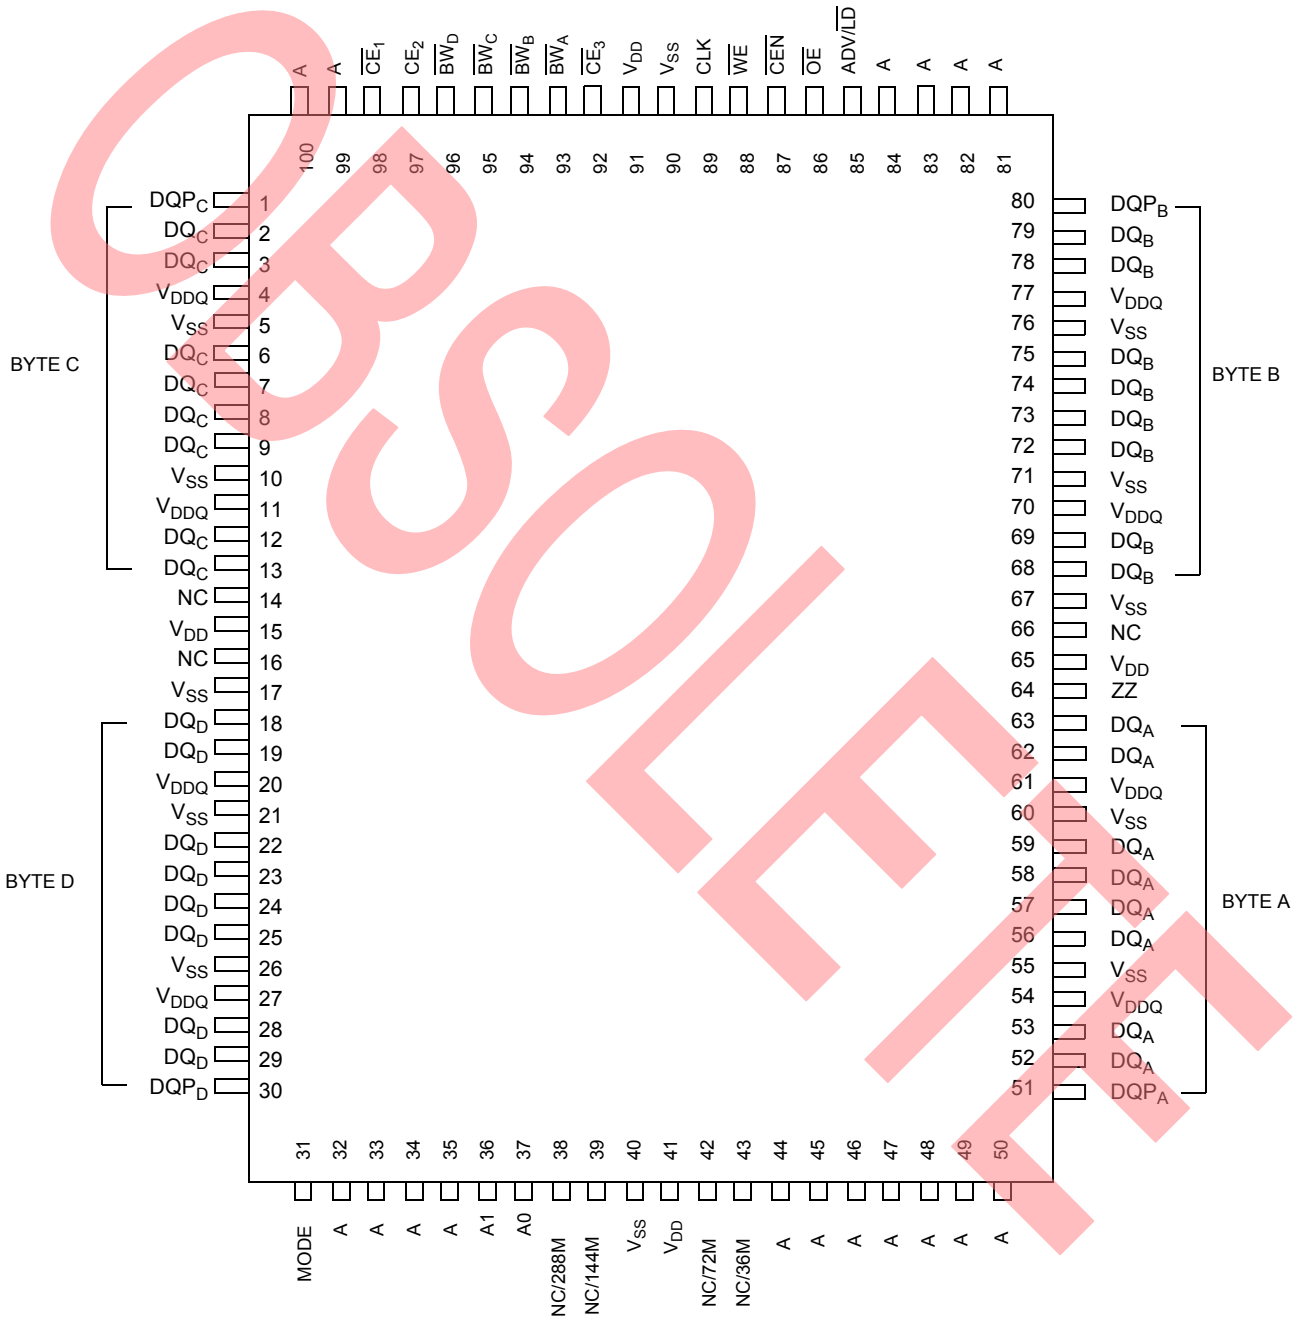 A
A
CE1
CE2
BWD
BWC
BWB
BWA
CE3
VDD
VSS
CLK
WE
CEN
OE
ADV/LD
A
A
A
A
100
99
98
97
96
95
94
93
92
91
90
89
88
87
86
85
84
83
82
81
DQPC 1
DQC 2
DQC 3
VDDQ 4
VSS 5
DQC 6
DQC 7
DQC 8
DQC 9
VSS 10
VDDQ 11
DQC 12
DQC 13
NC 14
VDD 15
NC 16
VSS 17
DQD 18
DQD 19
VDDQ 20
VSS 21
DQD 22
DQD 23
DQD 24
DQD 25
VSS 26
VDDQ 27
DQD 28
DQD 29
DQPD 30
BYTE C
BYTE D
80 DQPB
79 DQB
78 DQB
77 VDDQ
76 VSS
75 DQB
74 DQB
73 DQB
72 DQB
71 VSS
70 VDDQ
69 DQB
68 DQB
67 VSS
66 NC
65 VDD
64 ZZ
63 DQA
62 DQA
61 VDDQ
60 VSS
59 DQA
58 DQA
57 DQA
56 DQA
55 VSS
54 VDDQ
53 DQA
52 DQA
51 DQPA
BYTE B
BYTE A
31
32
33
34
35
36
37
38
39
40
41
42
43
44
45
46
47
48
49
50
MODE
A
A
A
A
A1
A0
NC/288M
NC/144M
VSS
VDD
NC/72M
NC/36M
A
A
A
A
A
A
A
OBSOLETE